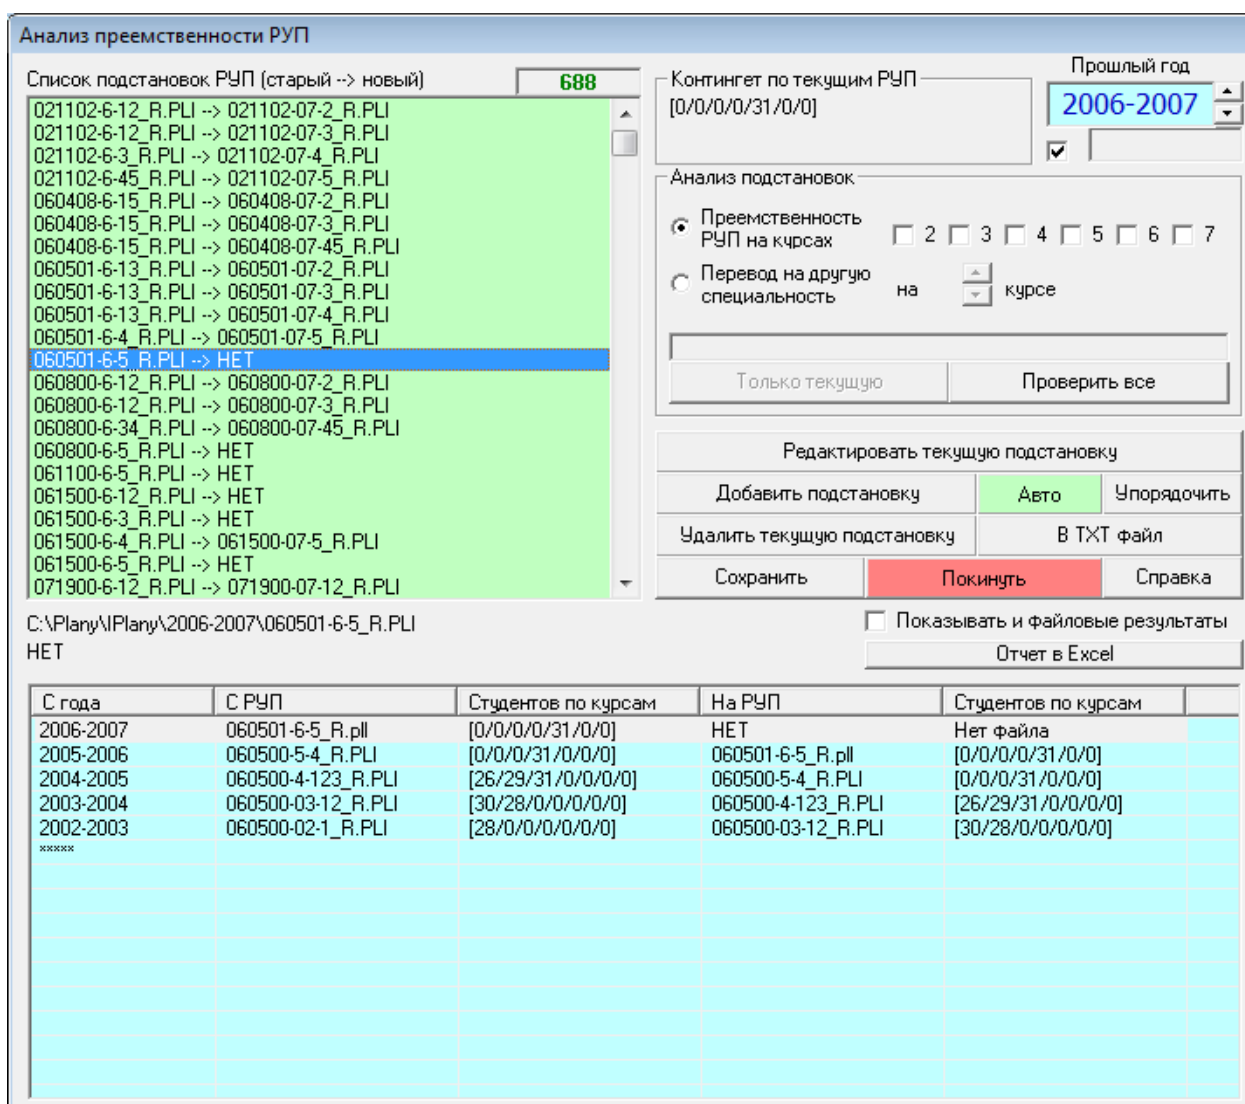 Анализ преемственности РУП
Список подстановок РУП (старый --> новый)
688
021102-6-12_R.PLI --> 021102-07-2_R.PLI
021102-6-12_R.PLI --> 021102-07-3_R.PLI
021102-6-3_R.PLI --> 021102-07-4_R.PLI
021102-6-45_R.PLI --> 021102-07-5_R.PLI
060408-6-15_R.PLI --> 060408-07-2_R.PLI
060408-6-15_R.PLI --> 060408-07-3_R.PLI
060408-6-15_R.PLI --> 060408-07-45_R.PLI
060501-6-13_R.PLI --> 060501-07-2_R.PLI
060501-6-13_R.PLI --> 060501-07-3_R.PLI
060501-6-13_R.PLI --> 060501-07-4_R.PLI
060501-6-4_R.PLI --> 060501-07-5_R.PLI
060501-6-5_R.PLI --> НЕТ
060800-6-12_R.PLI --> 060800-07-2_R.PLI
060800-6-12_R.PLI --> 060800-07-3_R.PLI
060800-6-34_R.PLI --> 060800-07-45_R.PLI
060800-6-5_R.PLI --> НЕТ
061100-6-5_R.PLI --> НЕТ
061500-6-12_R.PLI --> НЕТ
061500-6-3_R.PLI --> НЕТ
061500-6-4_R.PLI --> 061500-07-5_R.PLI
061500-6-5_R.PLI --> НЕТ
071900-6-12_R.PLI --> 071900-07-12_R.PLI
Контингет по текущим РУП
[0/0/0/0/31/0/0]
Прошлый год
2006-2007
Анализ подстановок
Преемственность РУП на курсах 2 3 4 5 6 7
Перевод на другую специальность на курсе
Только текущую Проверить все
Редактировать текущую подстановку
Добавить подстановку Авто Упорядочить
Удалить текущую подстановку В TXT файл
Сохранить Покинуть Справка
C:\Plany\IPlany\2006-2007\060501-6-5_R.PLI
НЕТ
Показывать и файловые результаты
Отчет в Excel
С года С РУП Студентов по курсам На РУП Студентов по курсам
2006-2007 060501-6-5_R.pll [0/0/0/0/31/0/0] НЕТ Нет файла
2005-2006 060500-5-4_R.PLI [0/0/0/31/0/0/0] 060501-6-5_R.pll [0/0/0/0/31/0/0]
2004-2005 060500-4-123_R.PLI [26/29/31/0/0/0/0] 060500-5-4_R.PLI [0/0/0/31/0/0/0]
2003-2004 060500-03-12_R.PLI [30/28/0/0/0/0/0] 060500-4-123_R.PLI [26/29/31/0/0/0/0]
2002-2003 060500-02-1_R.PLI [28/0/0/0/0/0/0] 060500-03-12_R.PLI [30/28/0/0/0/0/0]
*****